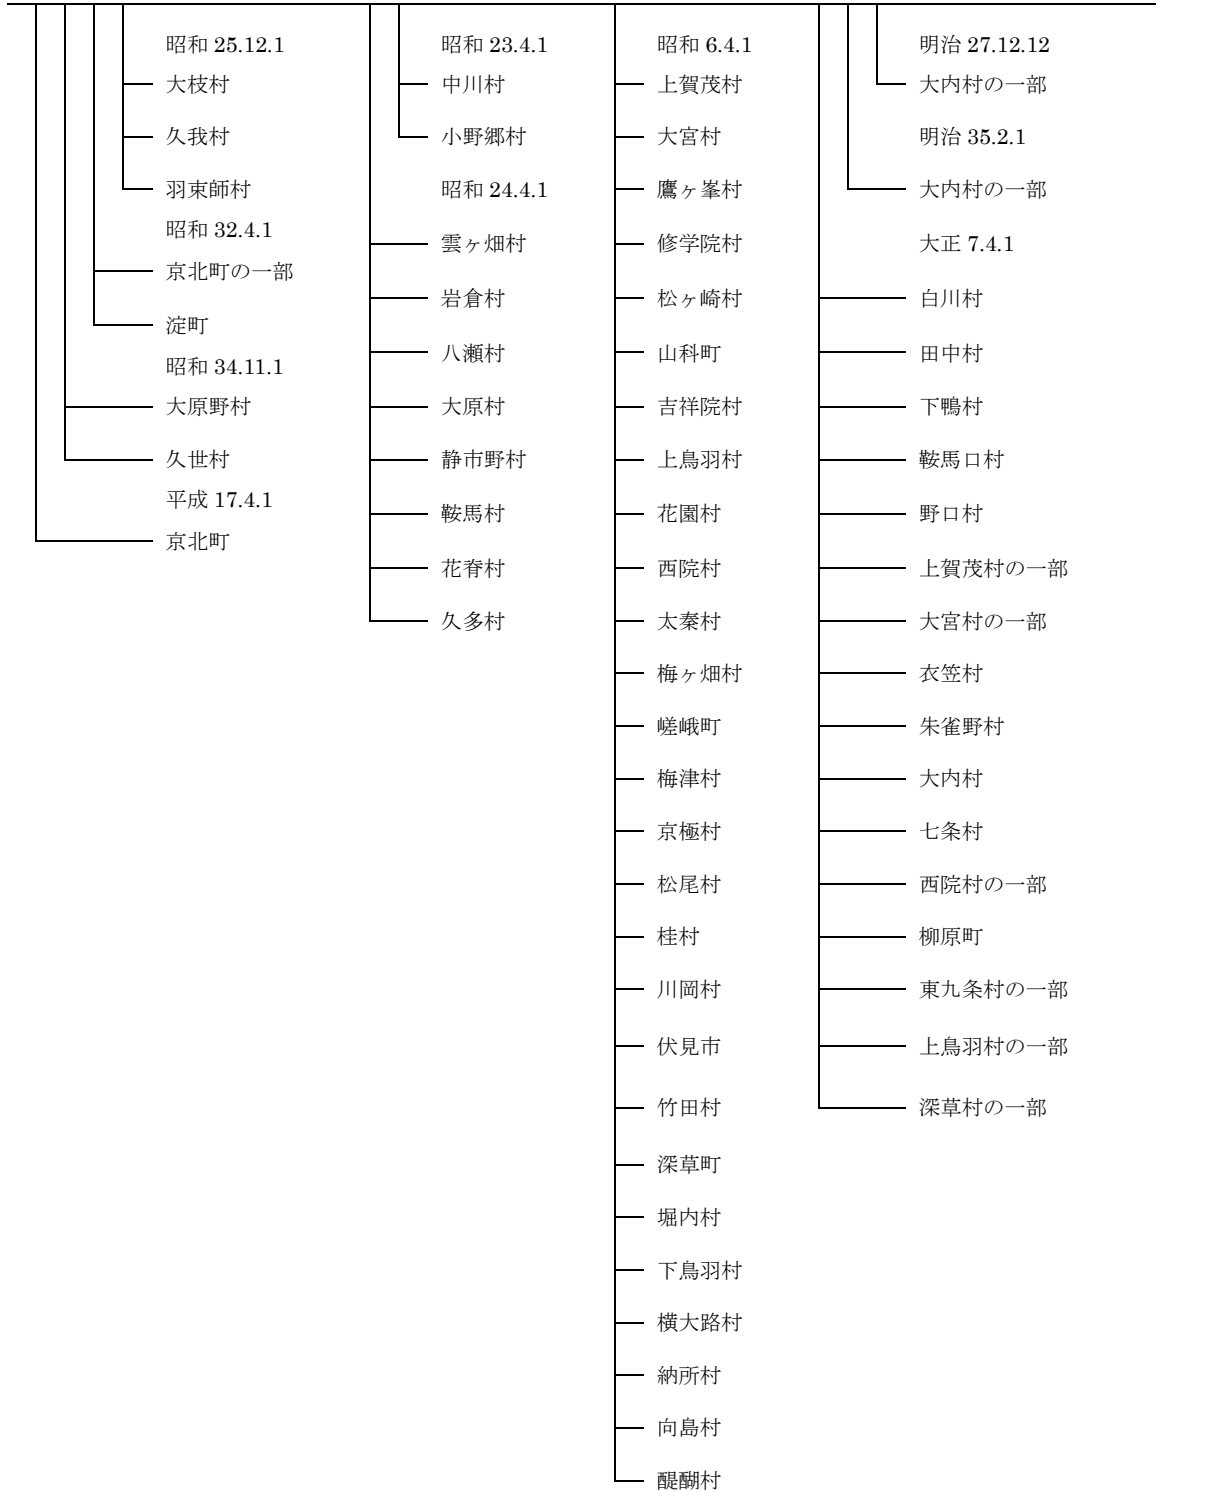 昭和 25.12.1
大枝村
久我村
羽束師村
昭和 32.4.1
京北町の一部
淀町
昭和 34.11.1
大原野村
久世村
平成 17.4.1
京北町
昭和 23.4.1
中川村
小野郷村
昭和 24.4.1
雲ヶ畑村
岩倉村
八瀬村
大原村
静市野村
鞍馬村
花脊村
久多村
昭和 6.4.1
上賀茂村
大宮村
鷹ヶ峯村
修学院村
松ヶ崎村
山科町
吉祥院村
上鳥羽村
花園村
西院村
太秦村
梅ヶ畑村
嵯峨町
梅津村
京極村
松尾村
桂村
川岡村
伏見市
竹田村
深草町
堀内村
下鳥羽村
横大路村
納所村
向島村
醍醐村
明治 27.12.12
大内村の一部
明治 35.2.1
大内村の一部
大正 7.4.1
白川村
田中村
下鴨村
鞍馬口村
野口村
上賀茂村の一部
大宮村の一部
衣笠村
朱雀野村
大内村
七条村
西院村の一部
柳原町
東九条村の一部
上鳥羽村の一部
深草村の一部